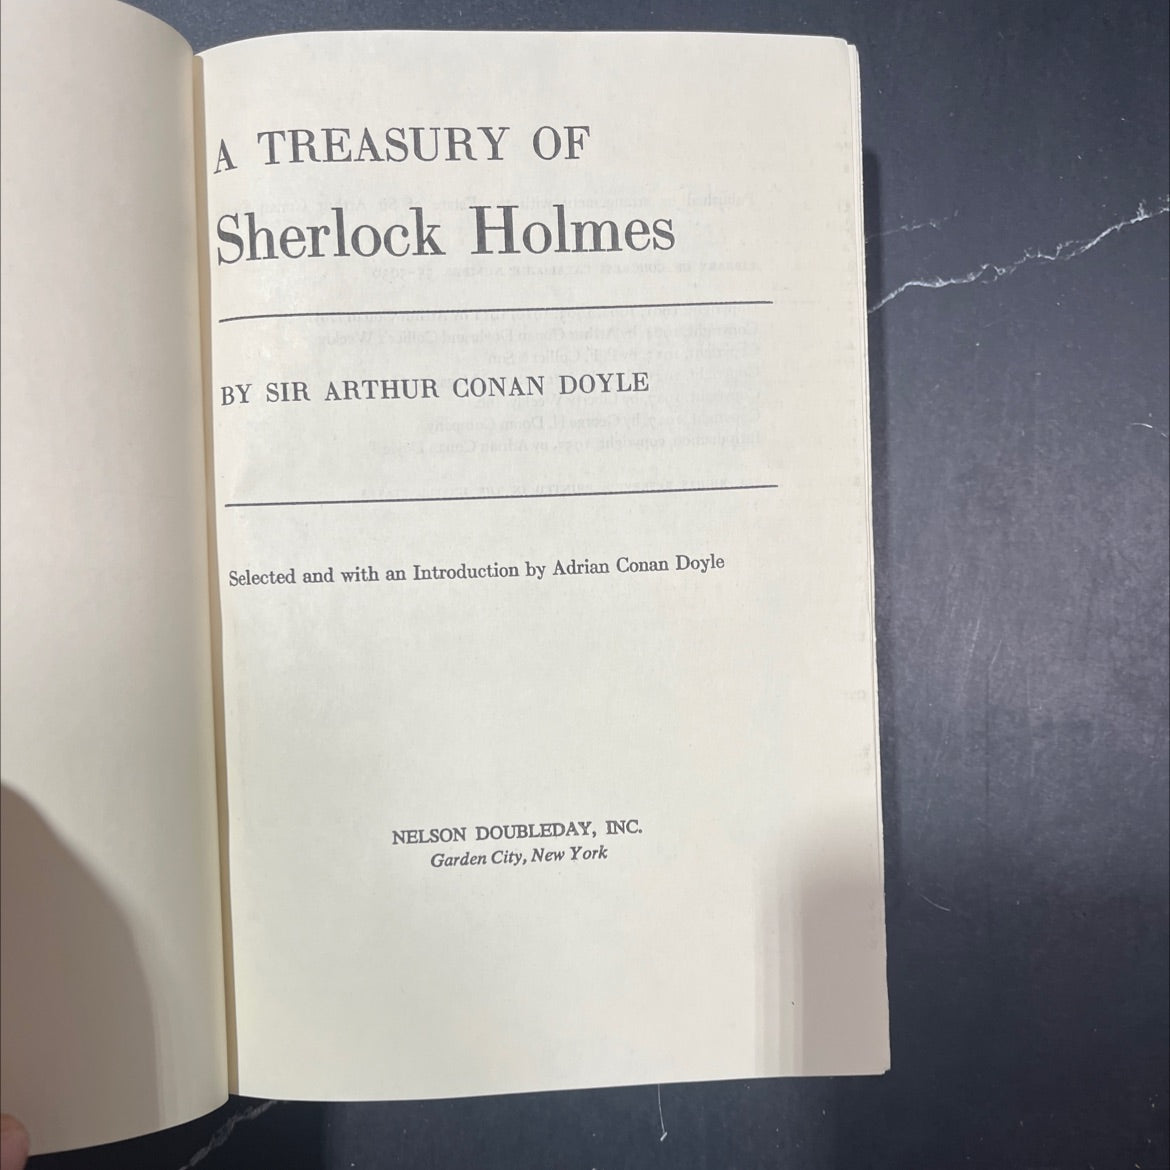 A TREASURY OF
Sherlock Holmes
BY SIR ARTHUR CONAN DOYLE
Selected and with an Introduction by Adrian Conan Doyle
NELSON DOUBLEDAY, INC.
Garden City, New York